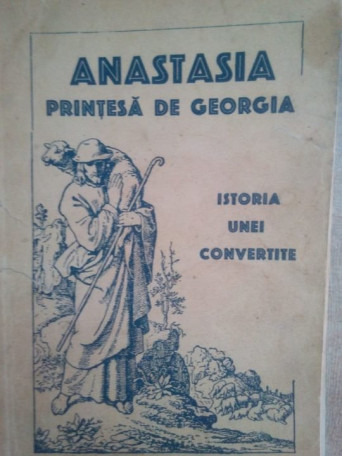 ANASTASIA
PRINȚESĂ DE GEORGIA
ISTORIA
UNEI
CONVERTITE